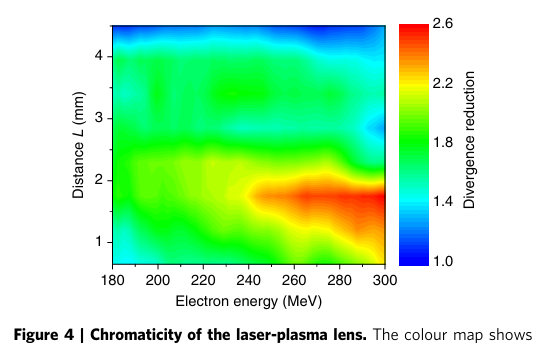 2.6
4
2.2
3
1.8
2
1.4
1
1.0
180 200 220 240 260 280 300
Distance L (mm)
Divergence reduction
Electron energy (MeV)
Figure 4 | Chromaticity of the laser-plasma lens. The colour map shows